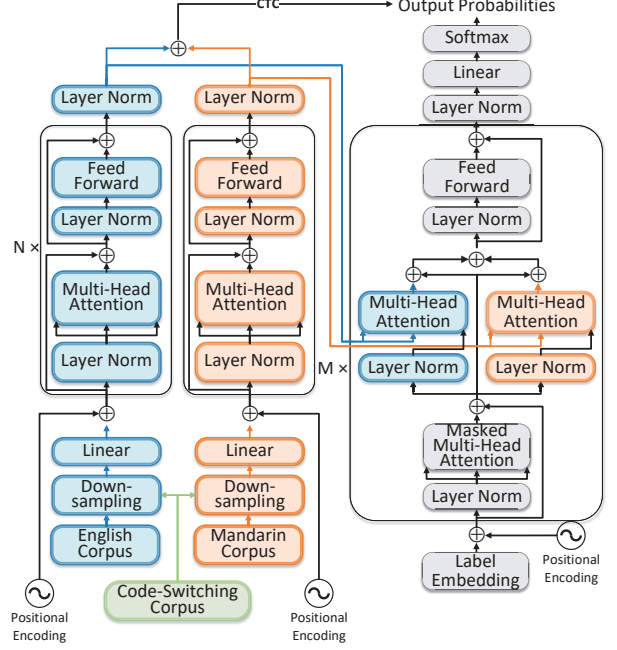 CTC
Output Probabilities
Softmax
Linear
Layer Norm
Layer Norm
Layer Norm
Feed
Forward
Layer Norm
Multi-Head
Attention
Layer Norm
N ×
Feed
Forward
Layer Norm
Multi-Head
Attention
Layer Norm
Feed
Forward
Layer Norm
Multi-Head
Attention
Multi-Head
Attention
Layer Norm
Layer Norm
M ×
Masked
Multi-Head
Attention
Layer Norm
Linear
Down-
sampling
English
Corpus
Linear
Down-
sampling
Mandarin
Corpus
Label
Embedding
Positional
Encoding
Code-Switching
Corpus
Positional
Encoding
Positional
Encoding